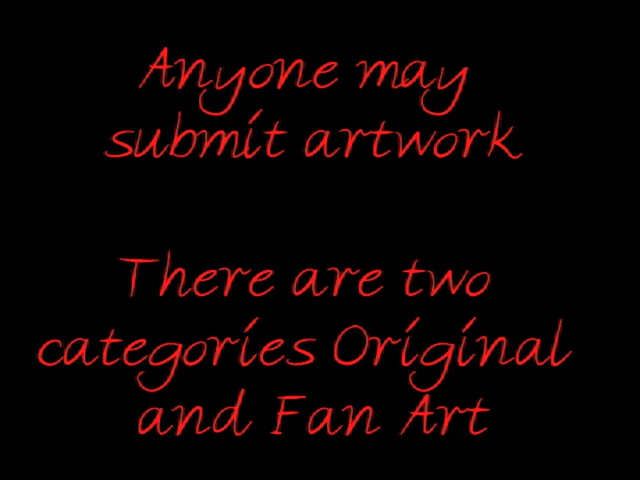 Anyone may
submit artwork
There are two
categories Original
and Fan Art